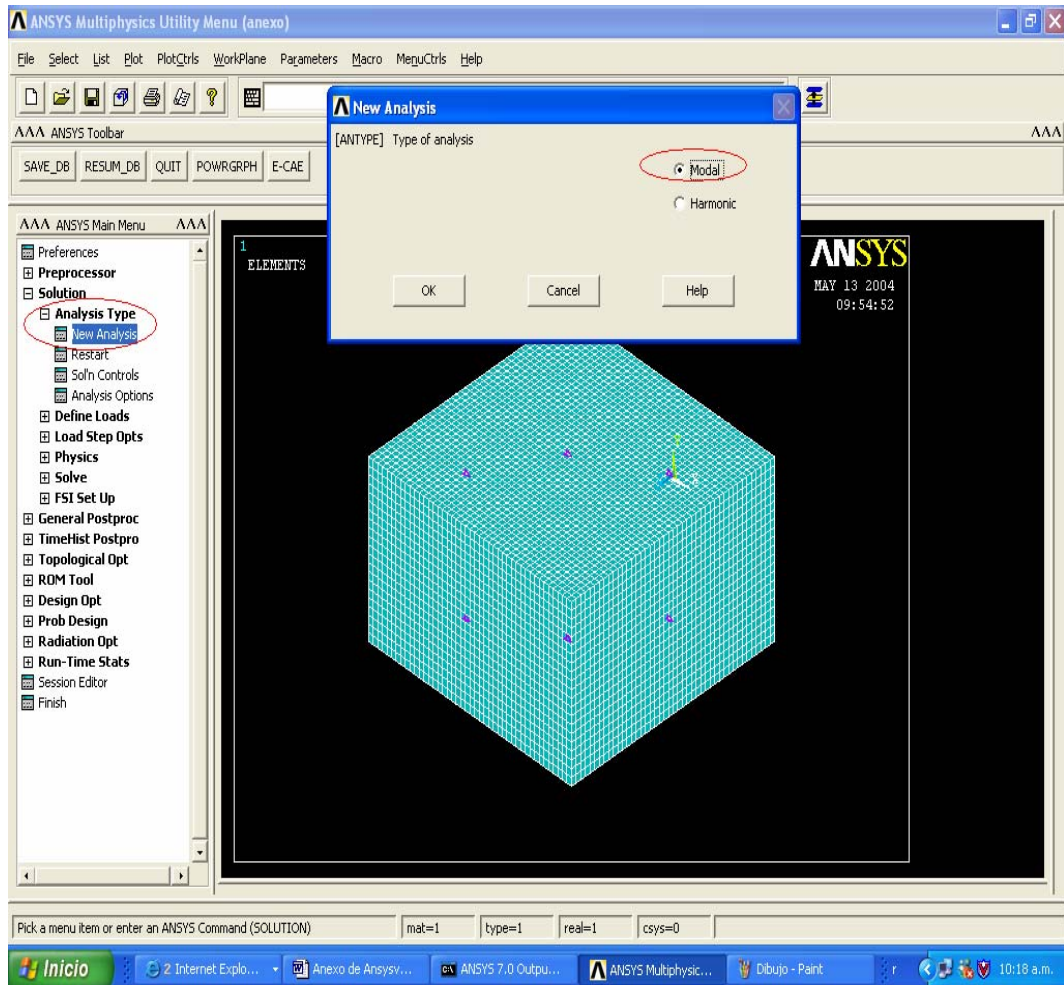 ANSYS Multiphysics Utility Menu (anexo)
File Select List Plot PlotCtrls WorkPlane Parameters Macro MenuCtrls Help
ANSYS Toolbar
SAVE_DB RESUM_DB QUIT POWRGRPH E-CAE
New Analysis
[ANTYPE] Type of analysis
Modal
Harmonic
OK Cancel Help
ANSYS Main Menu
Preferences
Preprocessor
Solution
Analysis Type
New Analysis
Restart
Sol'n Controls
Analysis Options
Define Loads
Load Step Opts
Physics
Solve
FSI Set Up
General Postproc
TimeHist Postpro
Topological Opt
ROM Tool
Design Opt
Prob Design
Radiation Opt
Run-Time Stats
Session Editor
Finish
1
ELEMENTS
ANSYS
MAY 13 2004
09:54:52
Pick a menu item or enter an ANSYS Command (SOLUTION) mat=1 type=1 real=1 csys=0
Inicio 2 Internet Explo... Anexo de Ansysv... ANSYS 7.0 Outpu... ANSYS Multiphysic... Dibujo - Paint r 10:18 a.m.